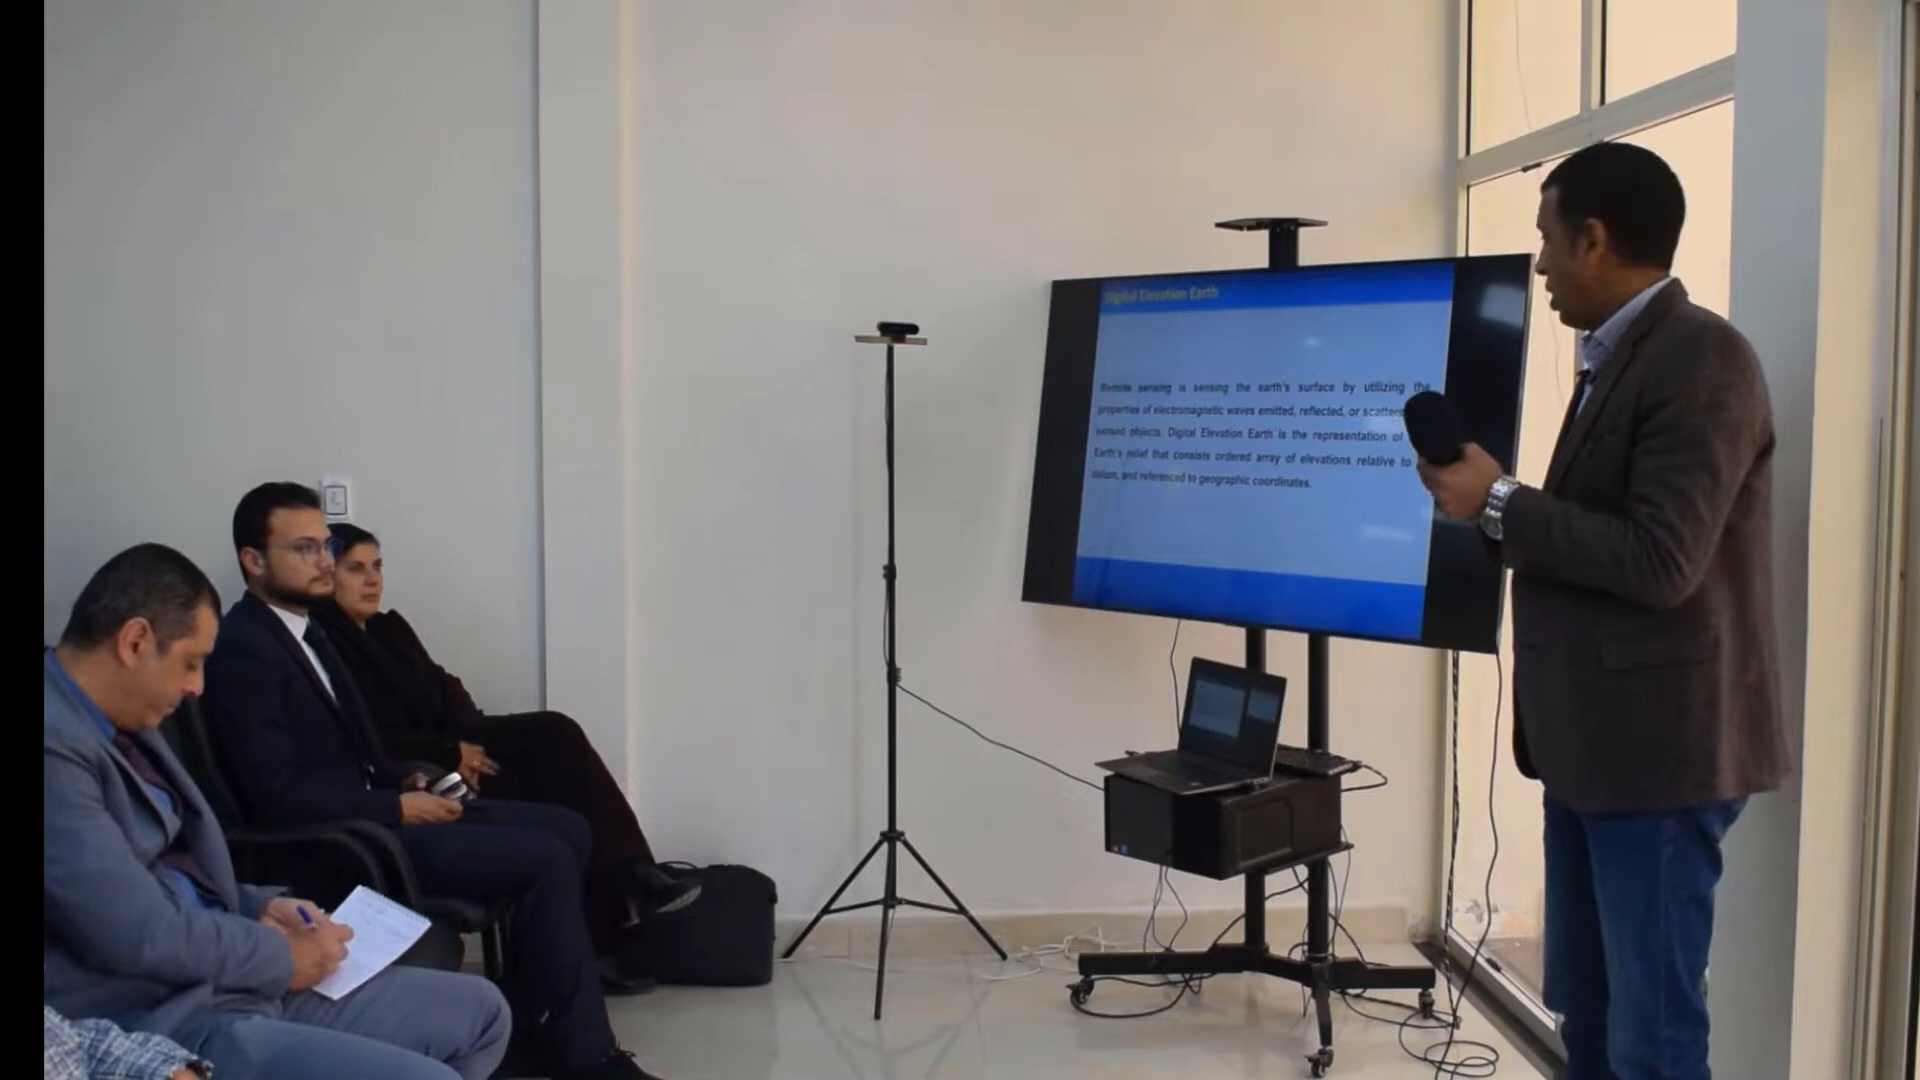 Digital Elevation Earth
Remote sensing is sensing the earth's surface by utilizing the
properties of electromagnetic waves emitted, reflected, or
sensed objects. Digital Elevation Earth is the representation of
Earth's relief that consists ordered array of elevations relative to
datum, and referenced to geographic coordinates.